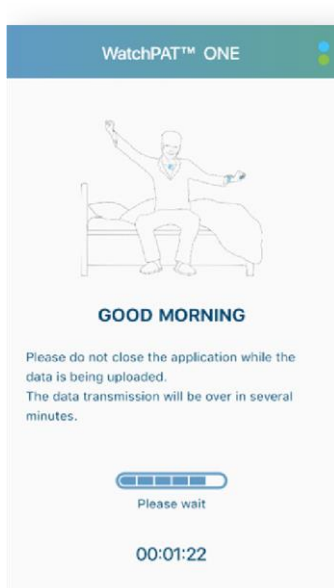 WatchPAT™ ONE
GOOD MORNING
Please do not close the application while the
data is being uploaded.
The data transmission will be over in several
minutes.
Please wait
00:01:22